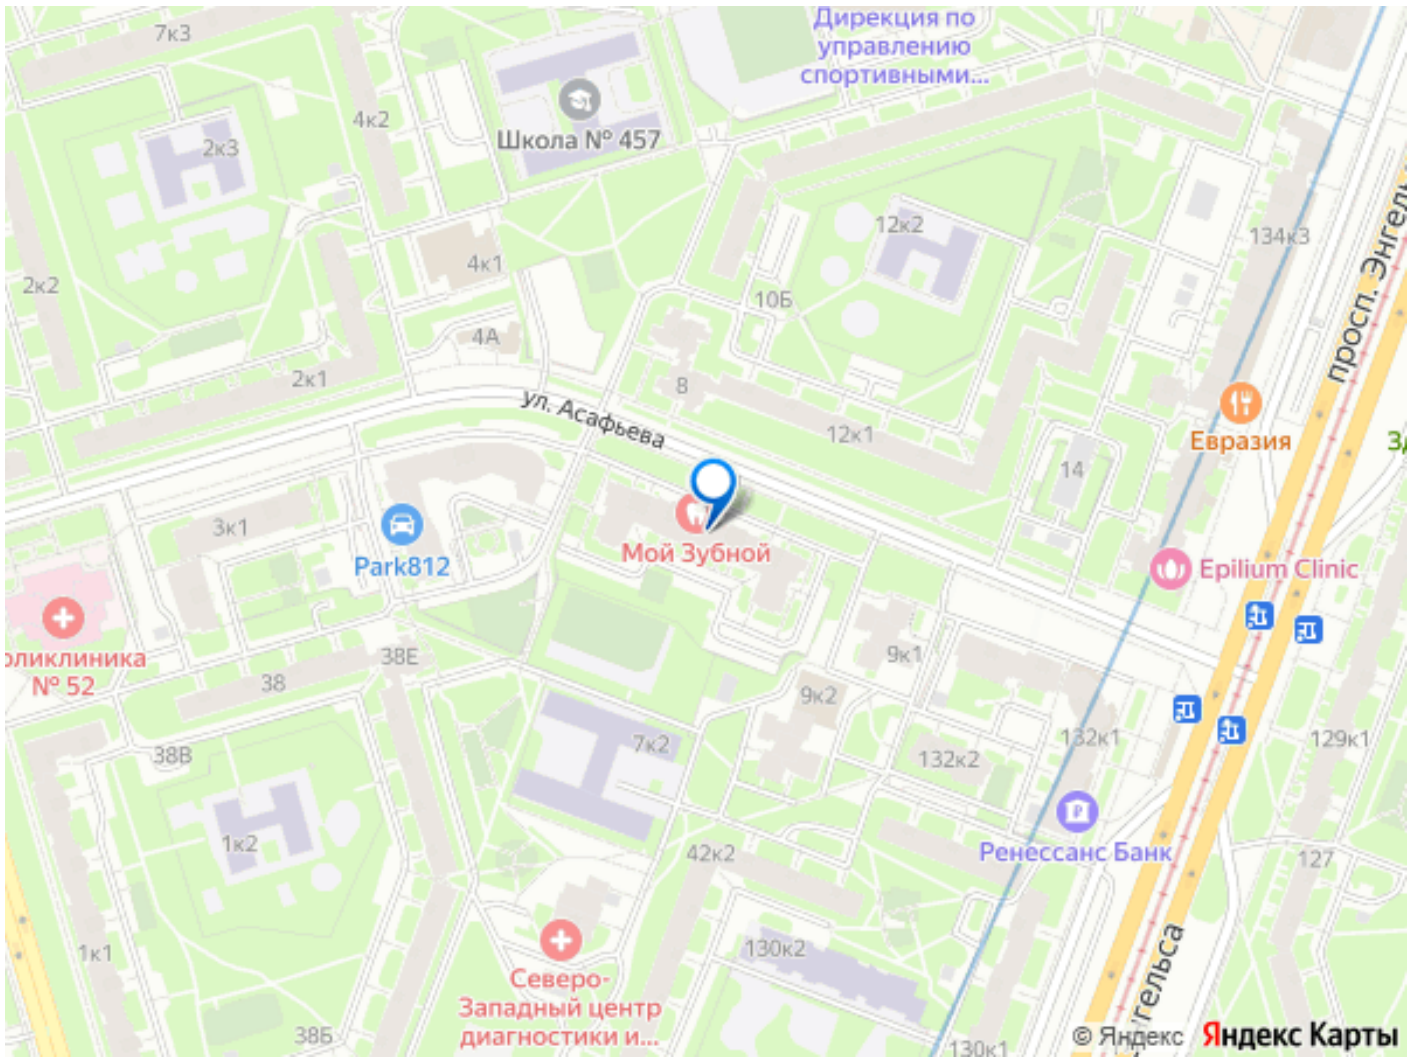 7к3
Дирекция по
управлению
спортивными...
4к2
2к3
Школа № 457
12к2
134к3
просп. Энгельса
4к1
2к2
10Б
4А
2к1
8
ул. Асафьева
12к1
Евразия
14
3к1
Park812
Мой Зубной
Epilium Clinic
оликлиника
№ 52
38Е
38
9к1
9к2
7к2
38В
132к1
132к2
129к1
1к2
42к2
Ренессанс Банк
127
1к1
130к2
Северо-
Западный центр
диагностики и...
38Б
нгельса
130к1
© Яндекс Яндекс Карты